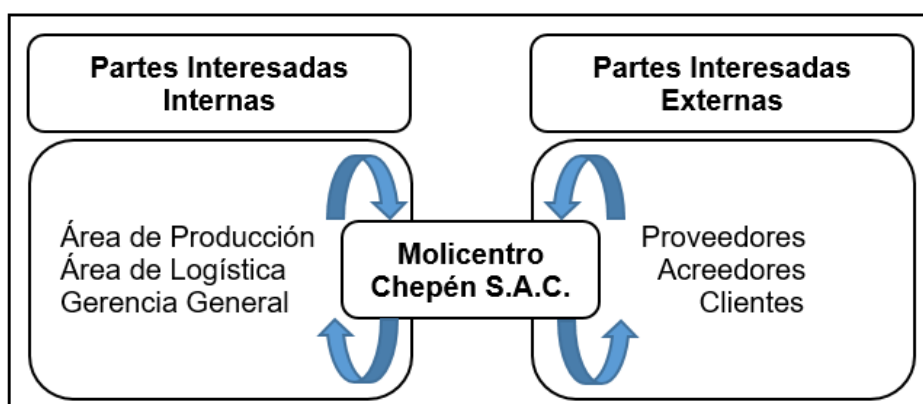 Partes Interesadas
Internas
Partes Interesadas
Externas
Área de Producción
Área de Logística
Gerencia General
Molicentro
Chepén S.A.C.
Proveedores
Acreedores
Clientes